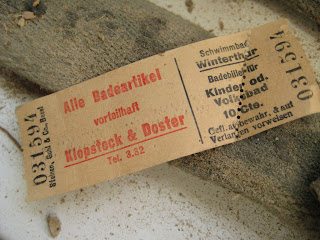 031594
Alle Badeartikel
vorteilhaft
Klopstock & Doster
Tel. 3.82
Schwimmbad
Winterthur
Badebillet für
Kinder od.
Volksbad
10 Cts.
Gefl. aufbewahr. & auf
Verlangen vorweisen
031594